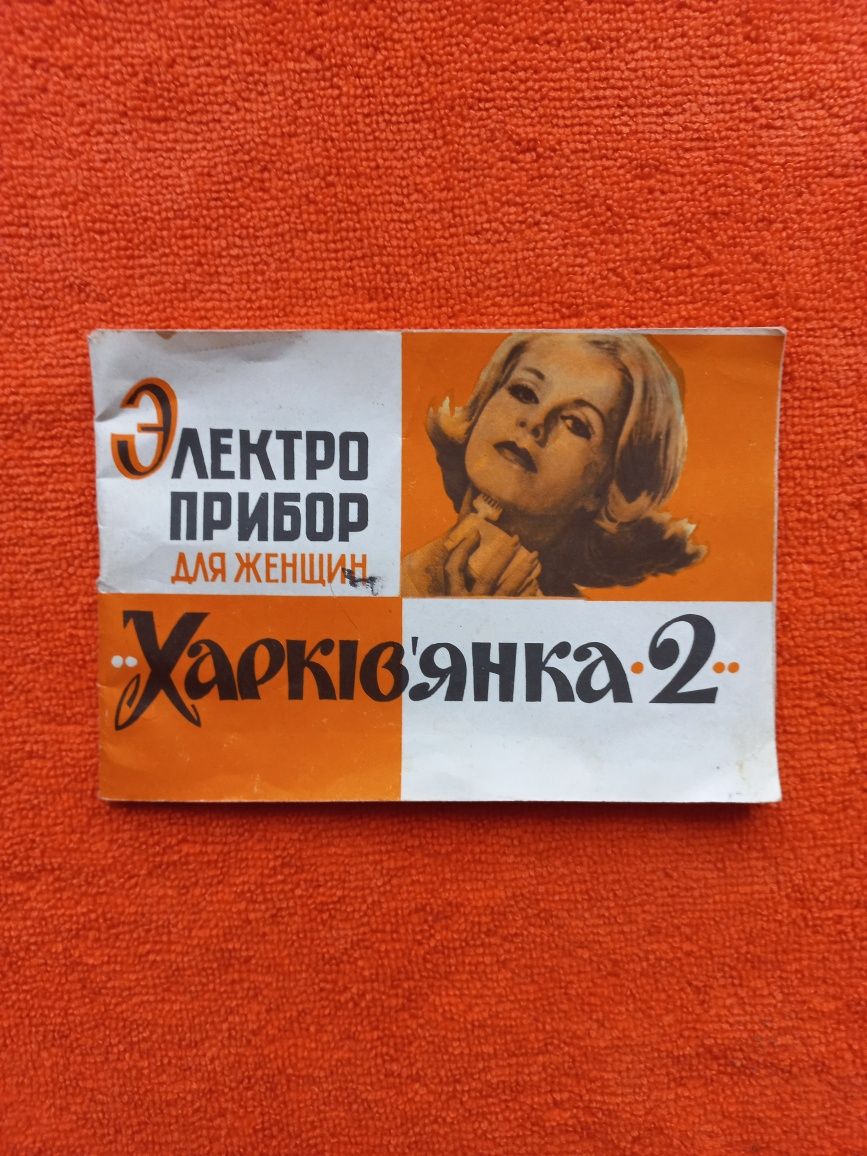 Электро
прибор
для женщин
"Харків'янка·2"